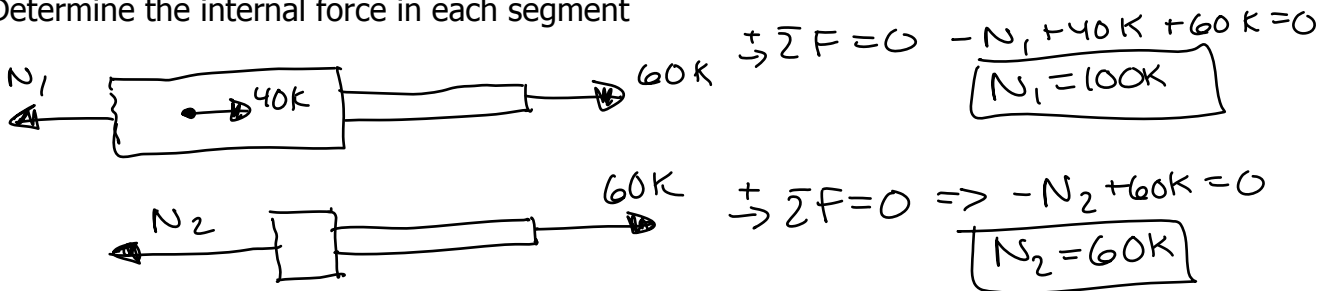 Determine the internal force in each segment
N₁ 40K 60K
+→ ΣF=0 -N₁+40K+60K=0
N₁=100K
N₂ 60K
+→ ΣF=0 => -N₂+60K=0
N₂=60K